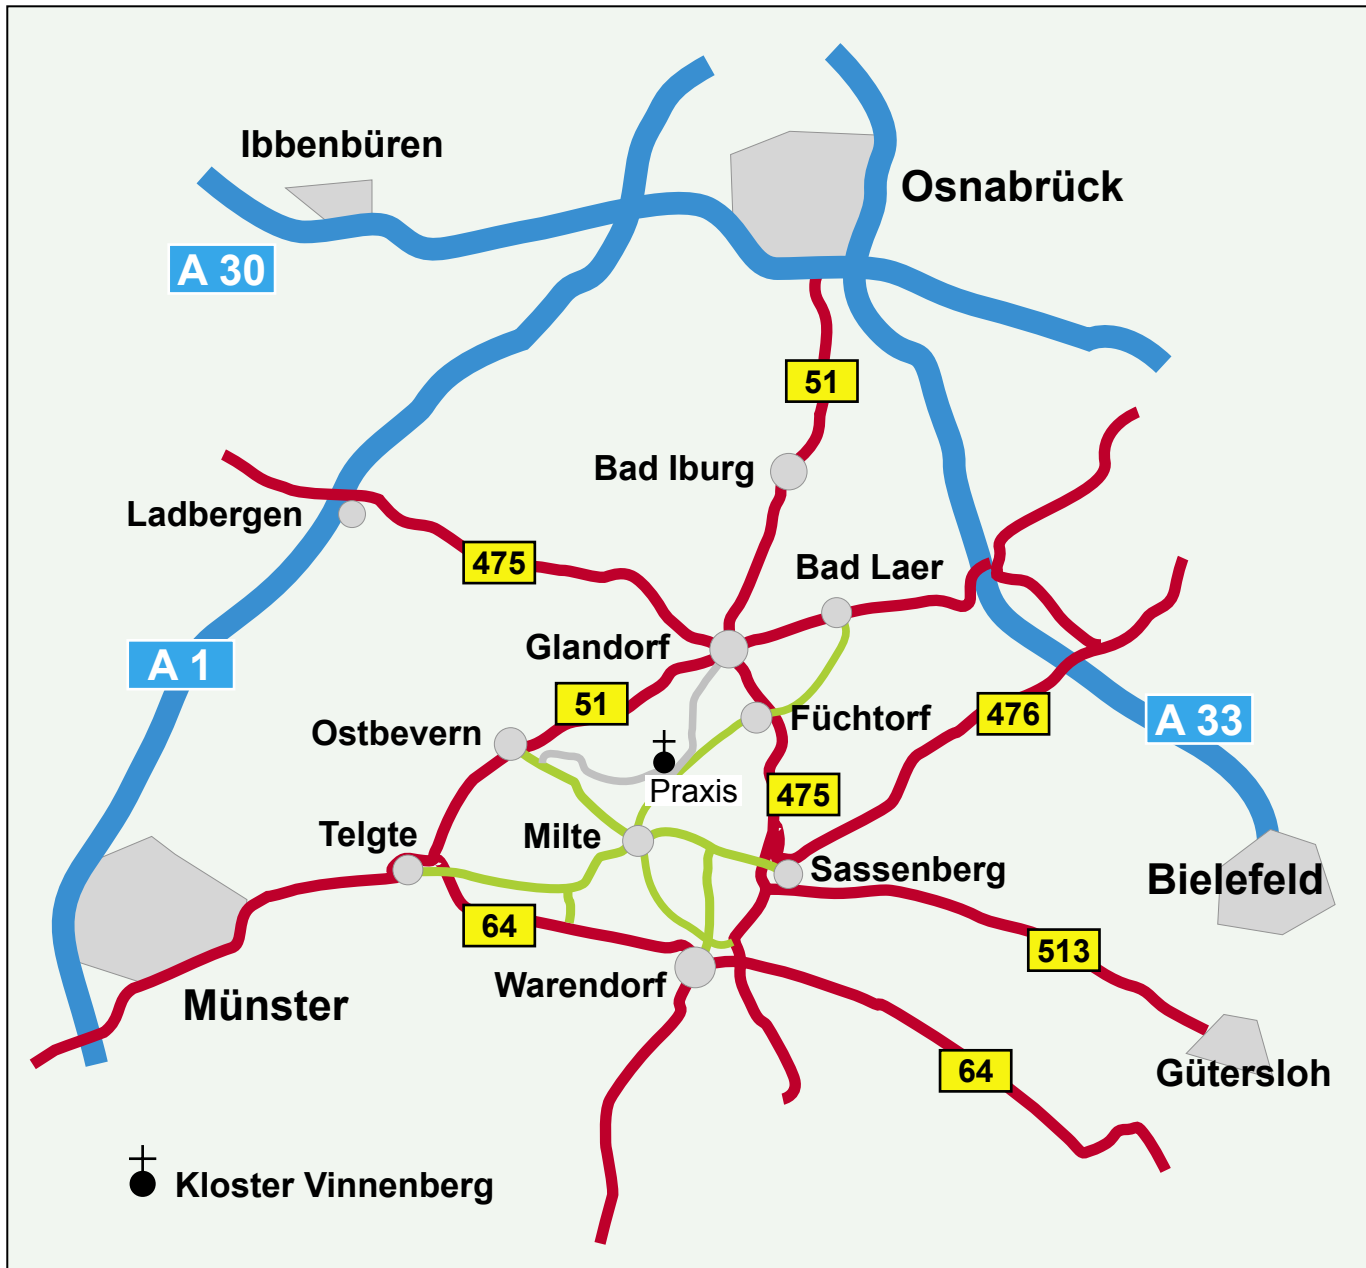 Ibbenbüren
Osnabrück
A 30
51
Bad Iburg
Ladbergen
475
Bad Laer
Glandorf
A 1
51
Füchtorf
476
A 33
Ostbevern
Praxis
475
Telgte
Milte
Sassenberg
Bielefeld
64
513
Warendorf
Münster
64
Gütersloh
Kloster Vinnenberg